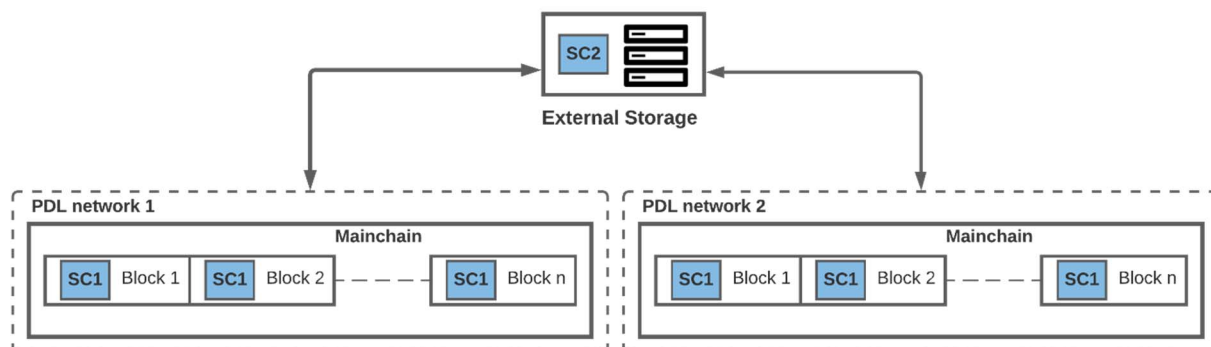 SC2
External Storage
PDL network 1
Mainchain
SC1 Block 1 SC1 Block 2 SC1 Block n
PDL network 2
Mainchain
SC1 Block 1 SC1 Block 2 SC1 Block n